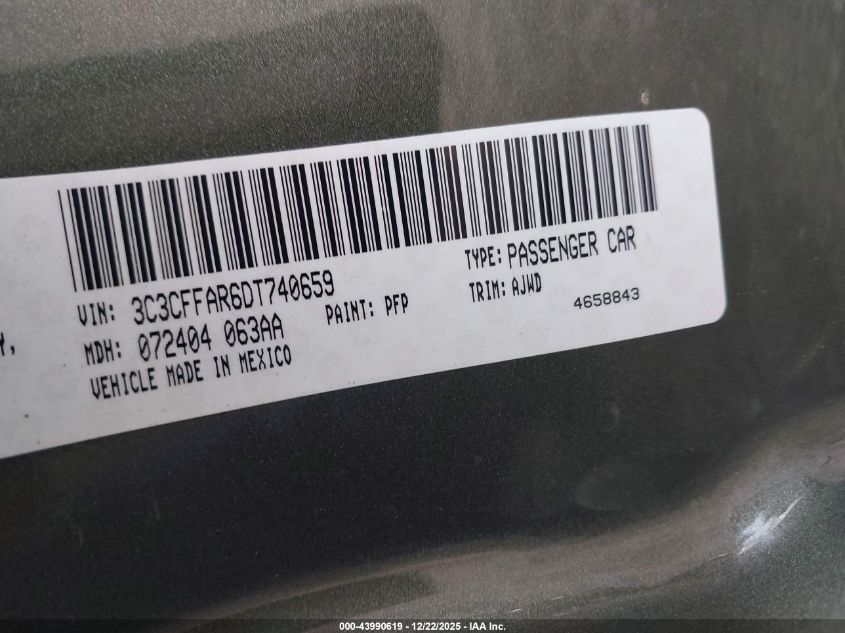 VIN: 3C3CFFAR6DT740659 TYPE: PASSENGER CAR
MDH: 072404 063AA PAINT: PFP TRIM: AJWD
VEHICLE MADE IN MEXICO 4658843
Y,
000-43990619 - 12/22/2025 - IAA Inc.